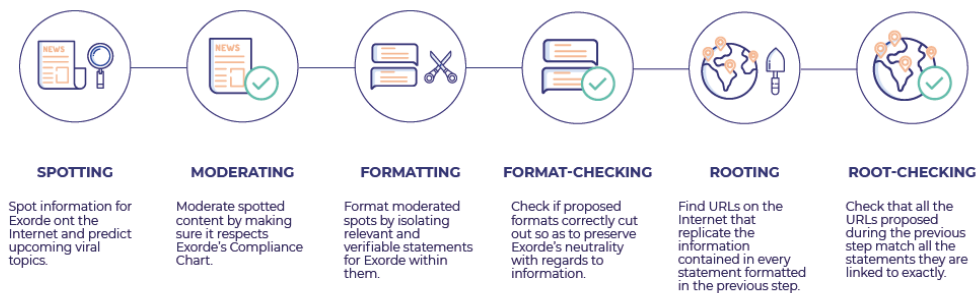 NEWS
NEWS
SPOTTING
Spot information for
Exorde ont the
Internet and predict
upcoming viral
topics.
MODERATING
Moderate spotted
content by making
sure it respects
Exorde's Compliance
Chart.
FORMATTING
Format moderated
spots by isolating
relevant and
verifiable statements
for Exorde within
them.
FORMAT-CHECKING
Check if proposed
formats correctly cut
out so as to preserve
Exorde's neutrality
with regards to
information.
ROOTING
Find URLs on the
Internet that
replicate the
information
contained in every
statement formatted
in the previous step.
ROOT-CHECKING
Check that all the
URLs proposed
during the previous
step match all the
statements they are
linked to exactly.